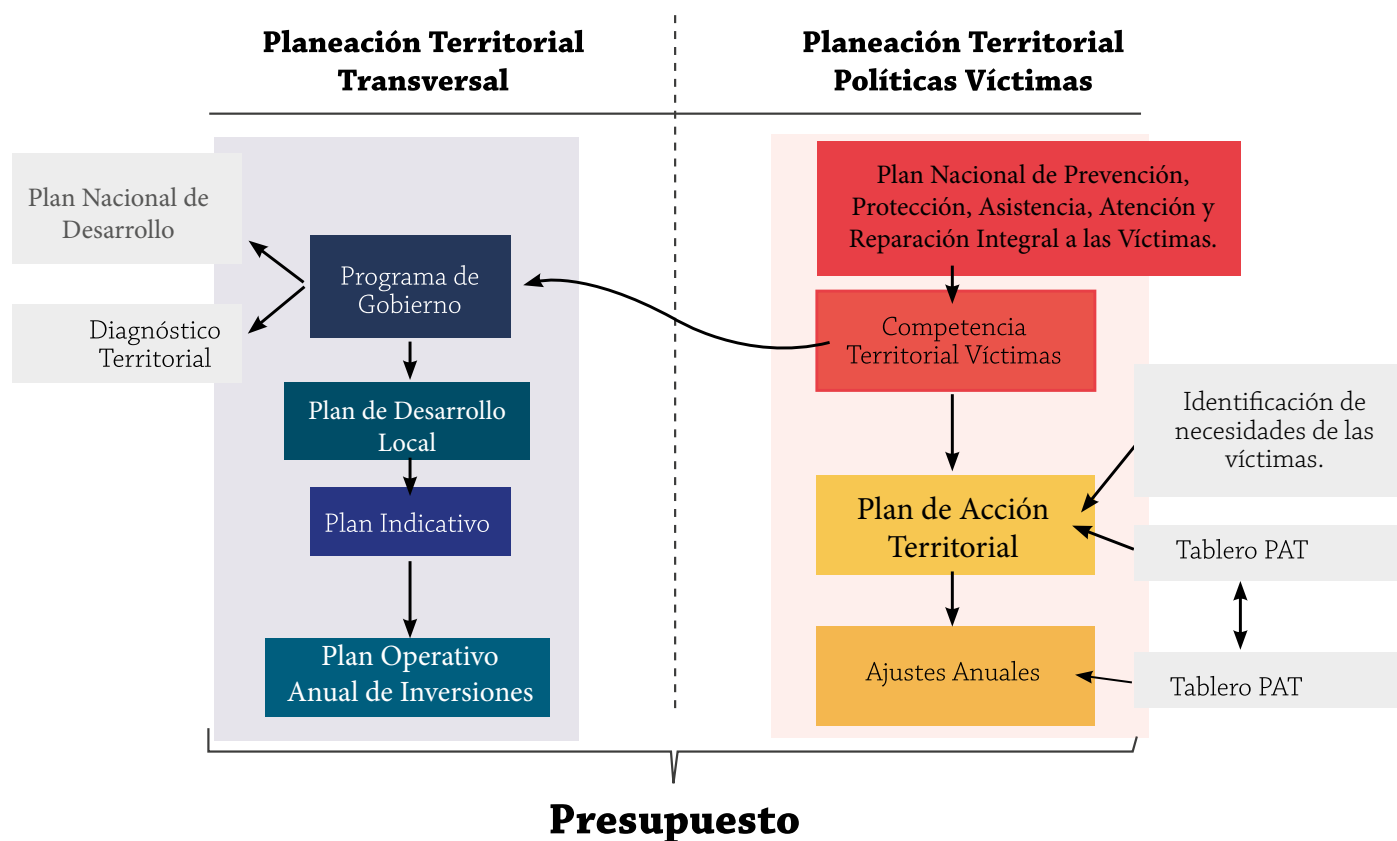 Planeación Territorial
Transversal
Planeación Territorial
Políticas Víctimas
Plan Nacional de
Desarrollo
Diagnóstico
Territorial
Programa de
Gobierno
Plan de Desarrollo
Local
Plan Indicativo
Plan Operativo
Anual de Inversiones
Plan Nacional de Prevención,
Protección, Asistencia, Atención y
Reparación Integral a las Víctimas.
Competencia
Territorial Víctimas
Plan de Acción
Territorial
Ajustes Anuales
Identificación de
necesidades de las
víctimas.
Tablero PAT
Tablero PAT
Presupuesto